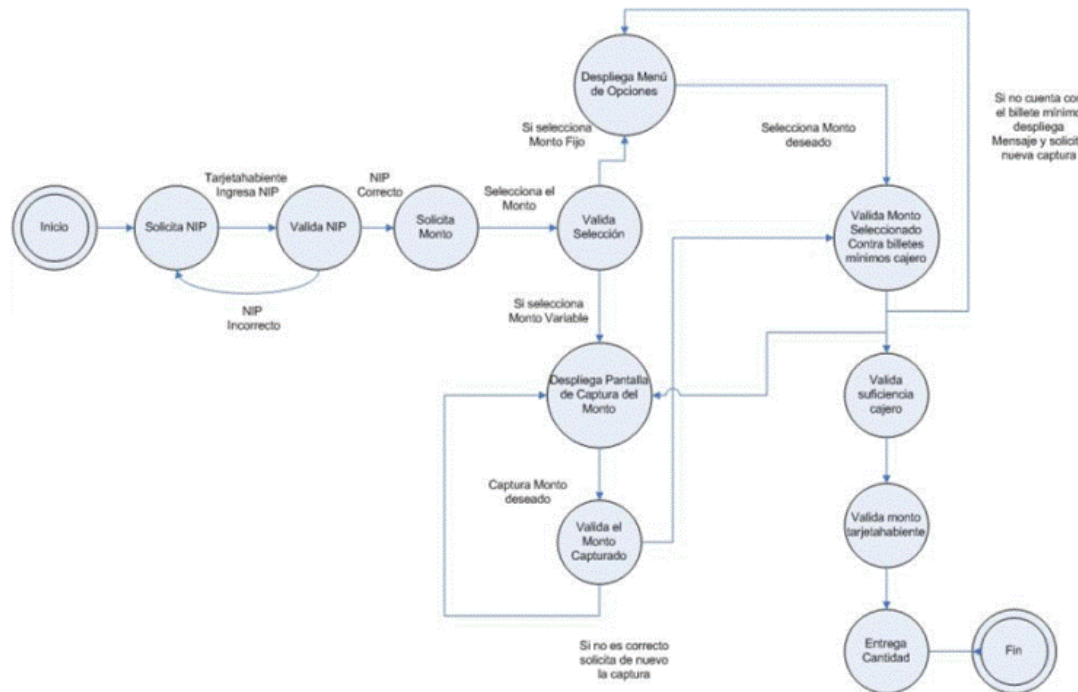 Inicio
Solicita NIP
Tarjetahabiente
Ingresa NIP
Valida NIP
NIP
Incorrecto
NIP
Correcto
Solicita
Monto
Selecciona el
Monto
Valida
Selección
Si selecciona
Monto Fijo
Despliega Menú
de Opciones
Selecciona Monto
deseado
Si no cuenta con
el billete mínimo
despliega
Mensaje y solicit
nueva captura
Valida Monto
Seleccionado
Contra billetes
mínimos cajero
Si selecciona
Monto Variable
Despliega Pantalla
de Captura del
Monto
Captura Monto
deseado
Valida el
Monto
Capturado
Si no es correcto
solicita de nuevo
la captura
Valida
suficiencia
cajero
Valida monto
tarjetahabiente
Entrega
Cantidad
Fin